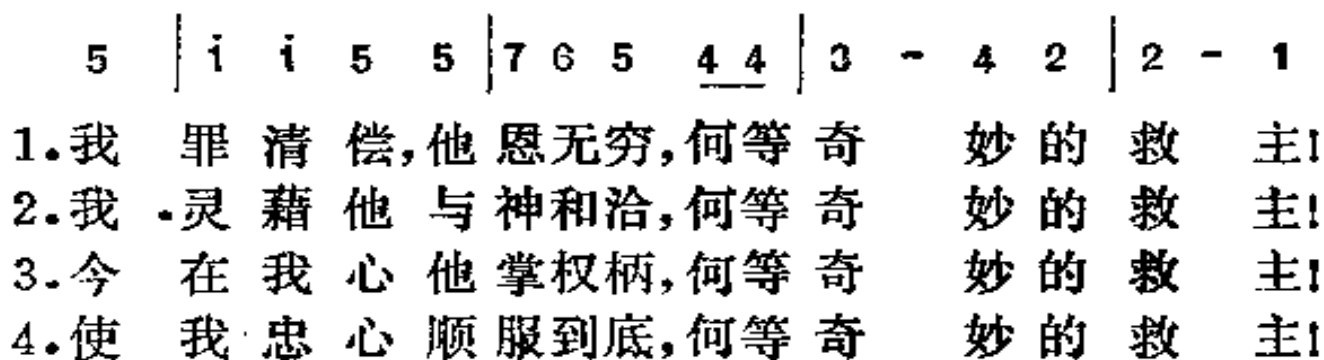 5 | i i 5 5 | 7 6 5 4 4 | 3 - 4 2 | 2 - 1
1.我 罪 清 偿,他 恩无穷,何等 奇 妙 的 救 主!
2.我 灵 藉 他 与 神和洽,何等 奇 妙 的 救 主!
3.今 在 我 心 他 掌权柄,何等 奇 妙 的 救 主!
4.使 我 忠 心 顺 服到底,何等 奇 妙 的 救 主!